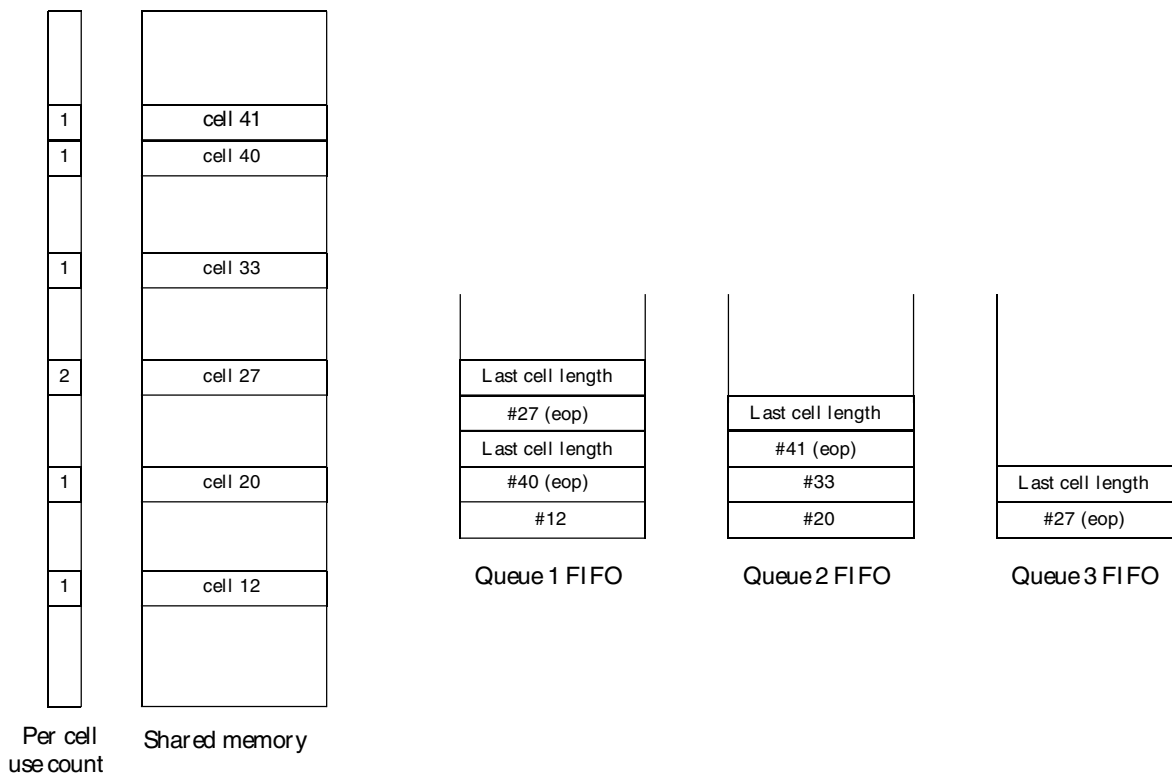 1
cell 41
1
cell 40
1
cell 33
2
cell 27
1
cell 20
1
cell 12
Per cell
use count
Shared memory
Last cell length
#27 (eop)
Last cell length
#40 (eop)
#12
Queue 1 FIFO
Last cell length
#41 (eop)
#33
#20
Queue 2 FIFO
Last cell length
#27 (eop)
Queue 3 FIFO